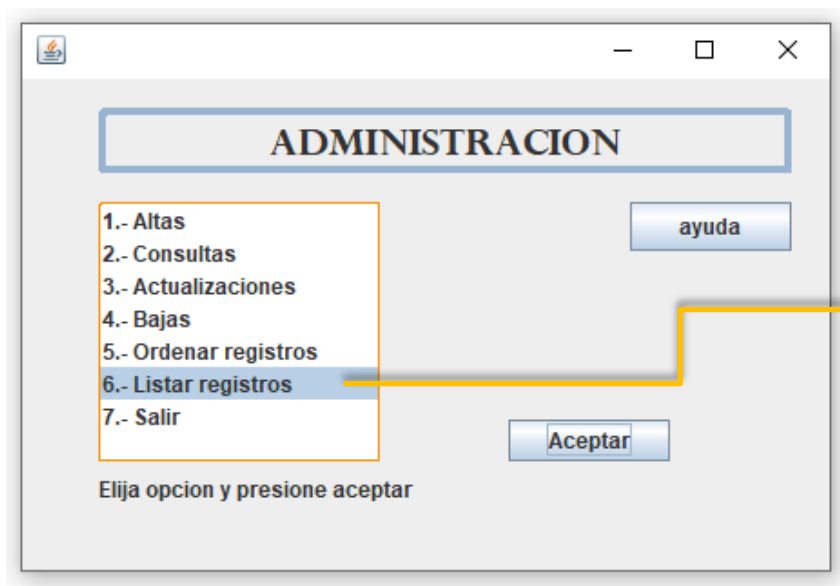 ADMINISTRACION
1.- Altas
2.- Consultas
3.- Actualizaciones
4.- Bajas
5.- Ordenar registros
6.- Listar registros
7.- Salir
ayuda
Aceptar
Elija opcion y presione aceptar